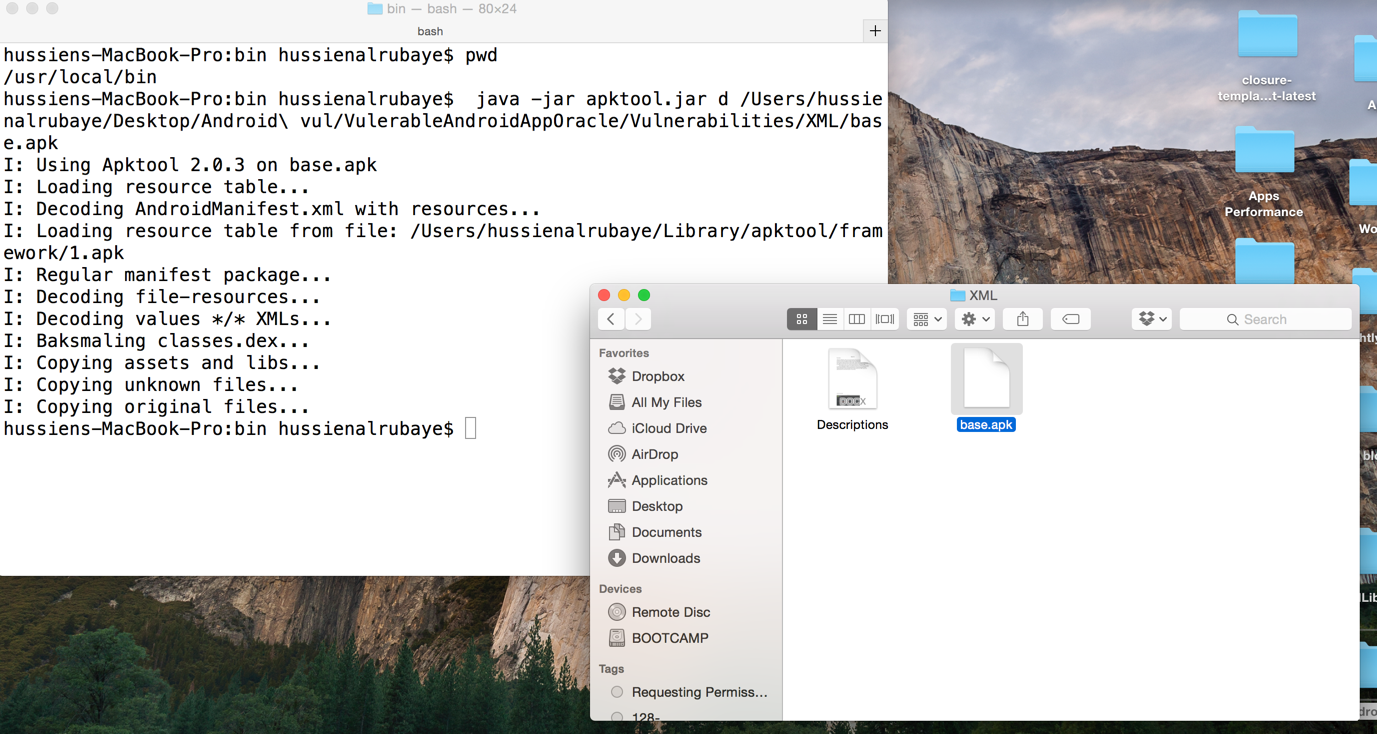 bin — bash — 80×24
bash
hussiens-MacBook-Pro:bin hussienalrubaye$ pwd
/usr/local/bin
hussiens-MacBook-Pro:bin hussienalrubaye$  java -jar apktool.jar d /Users/hussie
nalrubaye/Desktop/Android\ vul/VulerableAndroidAppOracle/Vulnerabilities/XML/bas
e.apk
I: Using Apktool 2.0.3 on base.apk
I: Loading resource table...
I: Decoding AndroidManifest.xml with resources...
I: Loading resource table from file: /Users/hussienalrubaye/Library/apktool/fram
ework/1.apk
I: Regular manifest package...
I: Decoding file-resources...
I: Decoding values */* XMLs...
I: Baksmaling classes.dex...
I: Copying assets and libs...
I: Copying unknown files...
I: Copying original files...
hussiens-MacBook-Pro:bin hussienalrubaye$
closure-
templa...t-latest
Apps
Performance
A
Wo
XML
Search
Favorites
Dropbox
All My Files
iCloud Drive
AirDrop
Applications
Desktop
Documents
Downloads
Devices
Remote Disc
BOOTCAMP
Tags
Requesting Permiss...
128-
Descriptions
base.apk